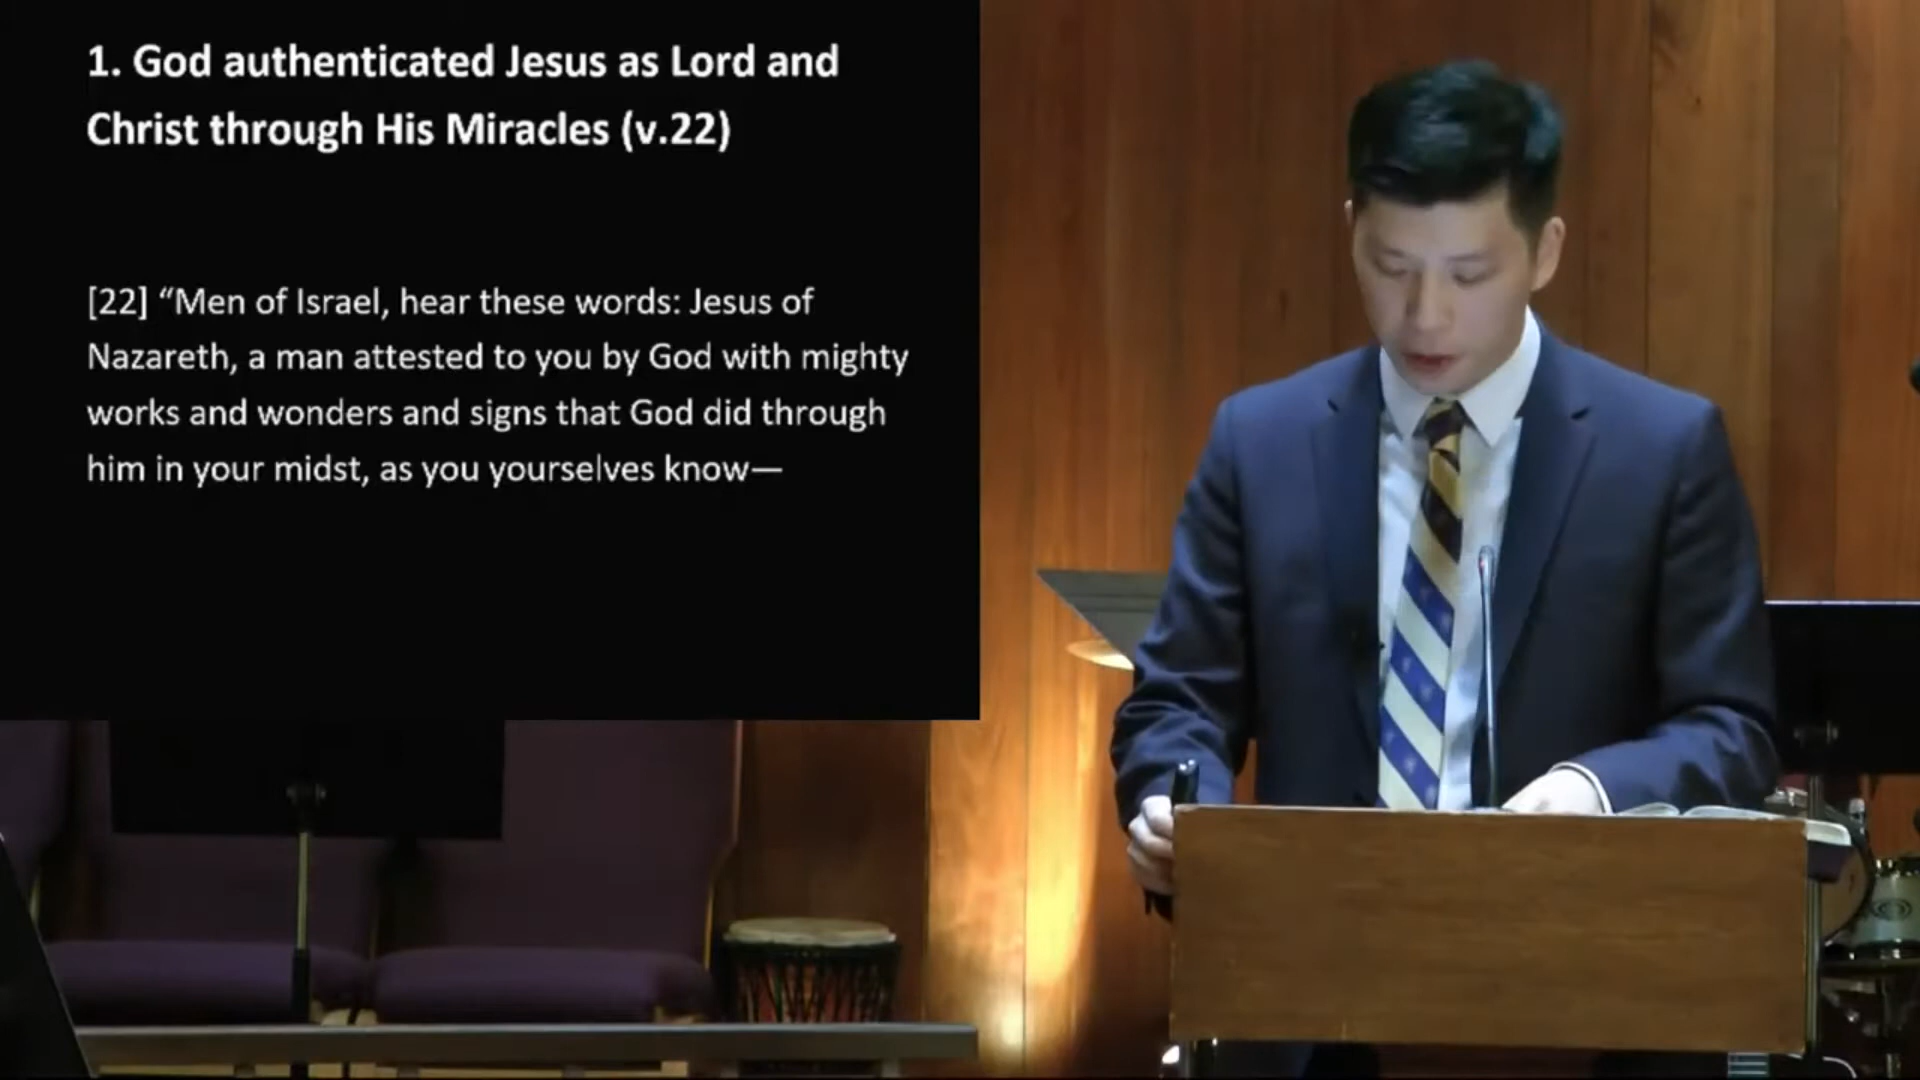 1. God authenticated Jesus as Lord and
Christ through His Miracles (v.22)
[22] “Men of Israel, hear these words: Jesus of
Nazareth, a man attested to you by God with mighty
works and wonders and signs that God did through
him in your midst, as you yourselves know—